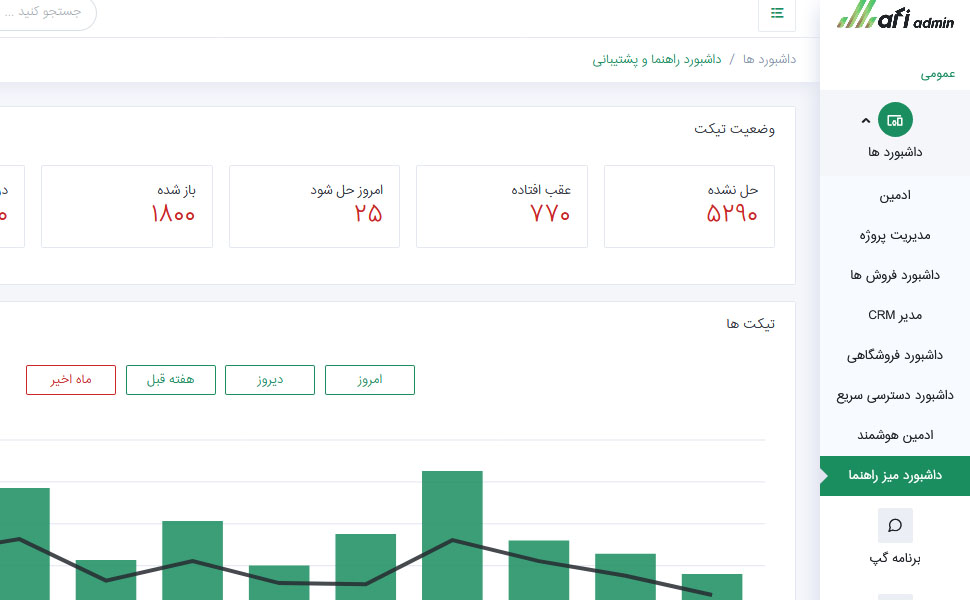 جستجو کنید ...
afi admin
داشبورد ها / داشبورد راهنما و پشتیبانی
عمومی
داشبورد ها
ادمین
مدیریت پروژه
داشبورد فروش ها
مدیر CRM
داشبورد فروشگاهی
داشبورد دسترسی سریع
ادمین هوشمند
داشبورد میز راهنما
برنامه گپ
وضعیت تیکت
حل نشده
۵۲۹۰
عقب افتاده
۷۷۰
امروز حل شود
۲۵
باز شده
۱۸۰۰
تیکت ها
امروز
دیروز
هفته قبل
ماه اخیر